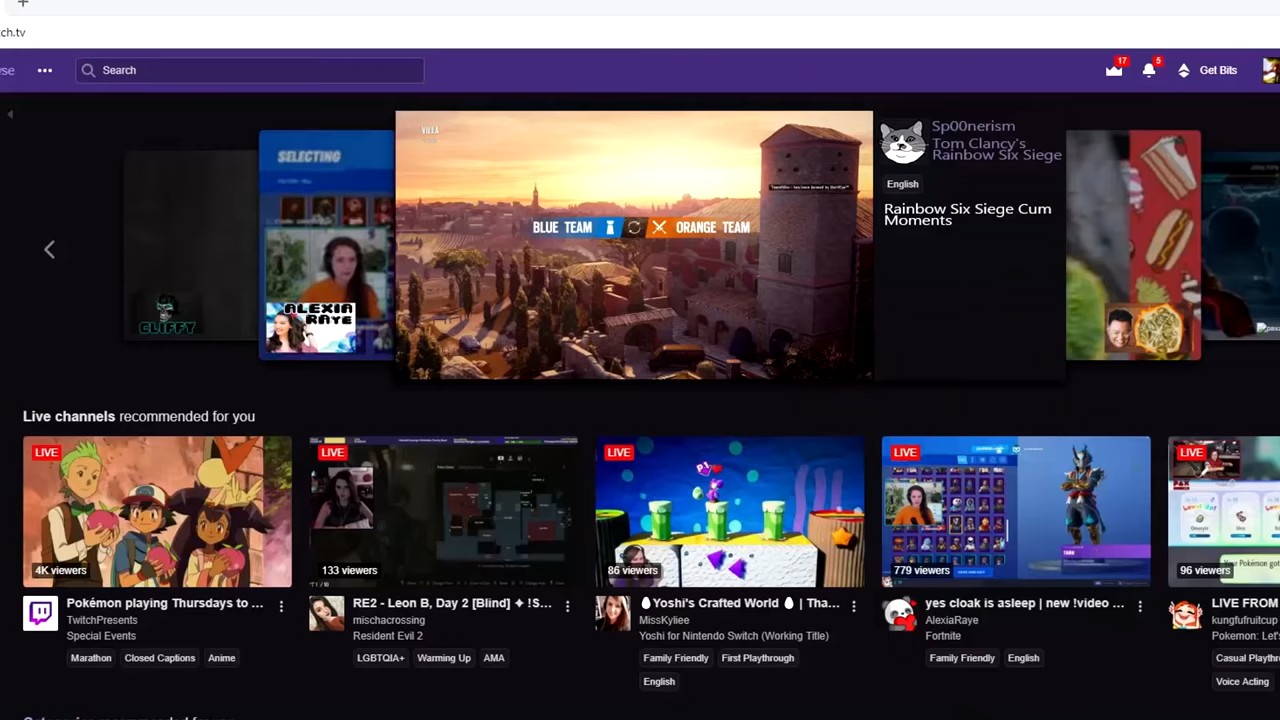 ch.tv
se
Search
17
5
Get Bits
VILLA
SELECTING
BLUE TEAM
ORANGE TEAM
CLIFFY
ALEXIA
RAYE
Sp00nerism
Tom Clancy's
Rainbow Six Siege
English
Rainbow Six Siege Cum
Moments
Live channels recommended for you
LIVE
LIVE
LIVE
LIVE
LIVE
4K viewers
133 viewers
86 viewers
779 viewers
96 viewers
Pokémon playing Thursdays to ...
TwitchPresents
Special Events
Marathon
Closed Captions
Anime
RE2 - Leon B, Day 2 [Blind] ✦ !S...
mischacrossing
Resident Evil 2
LGBTQIA+
Warming Up
AMA
Yoshi's Crafted World | Tha...
MissKyliee
Yoshi for Nintendo Switch (Working Title)
Family Friendly
First Playthrough
English
yes cloak is asleep | new !video ...
AlexiaRaye
Fortnite
Family Friendly
English
LIVE FROM
kungfufruitcup
Pokemon: Let's
Casual Playthr
Voice Acting